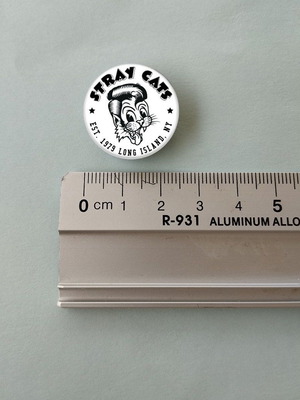 STRAY CATS
★ EST. 1979 LONG ISLAND, NY ★
0 cm 1 2 3 4 5
R-931 ALUMINUM ALLO